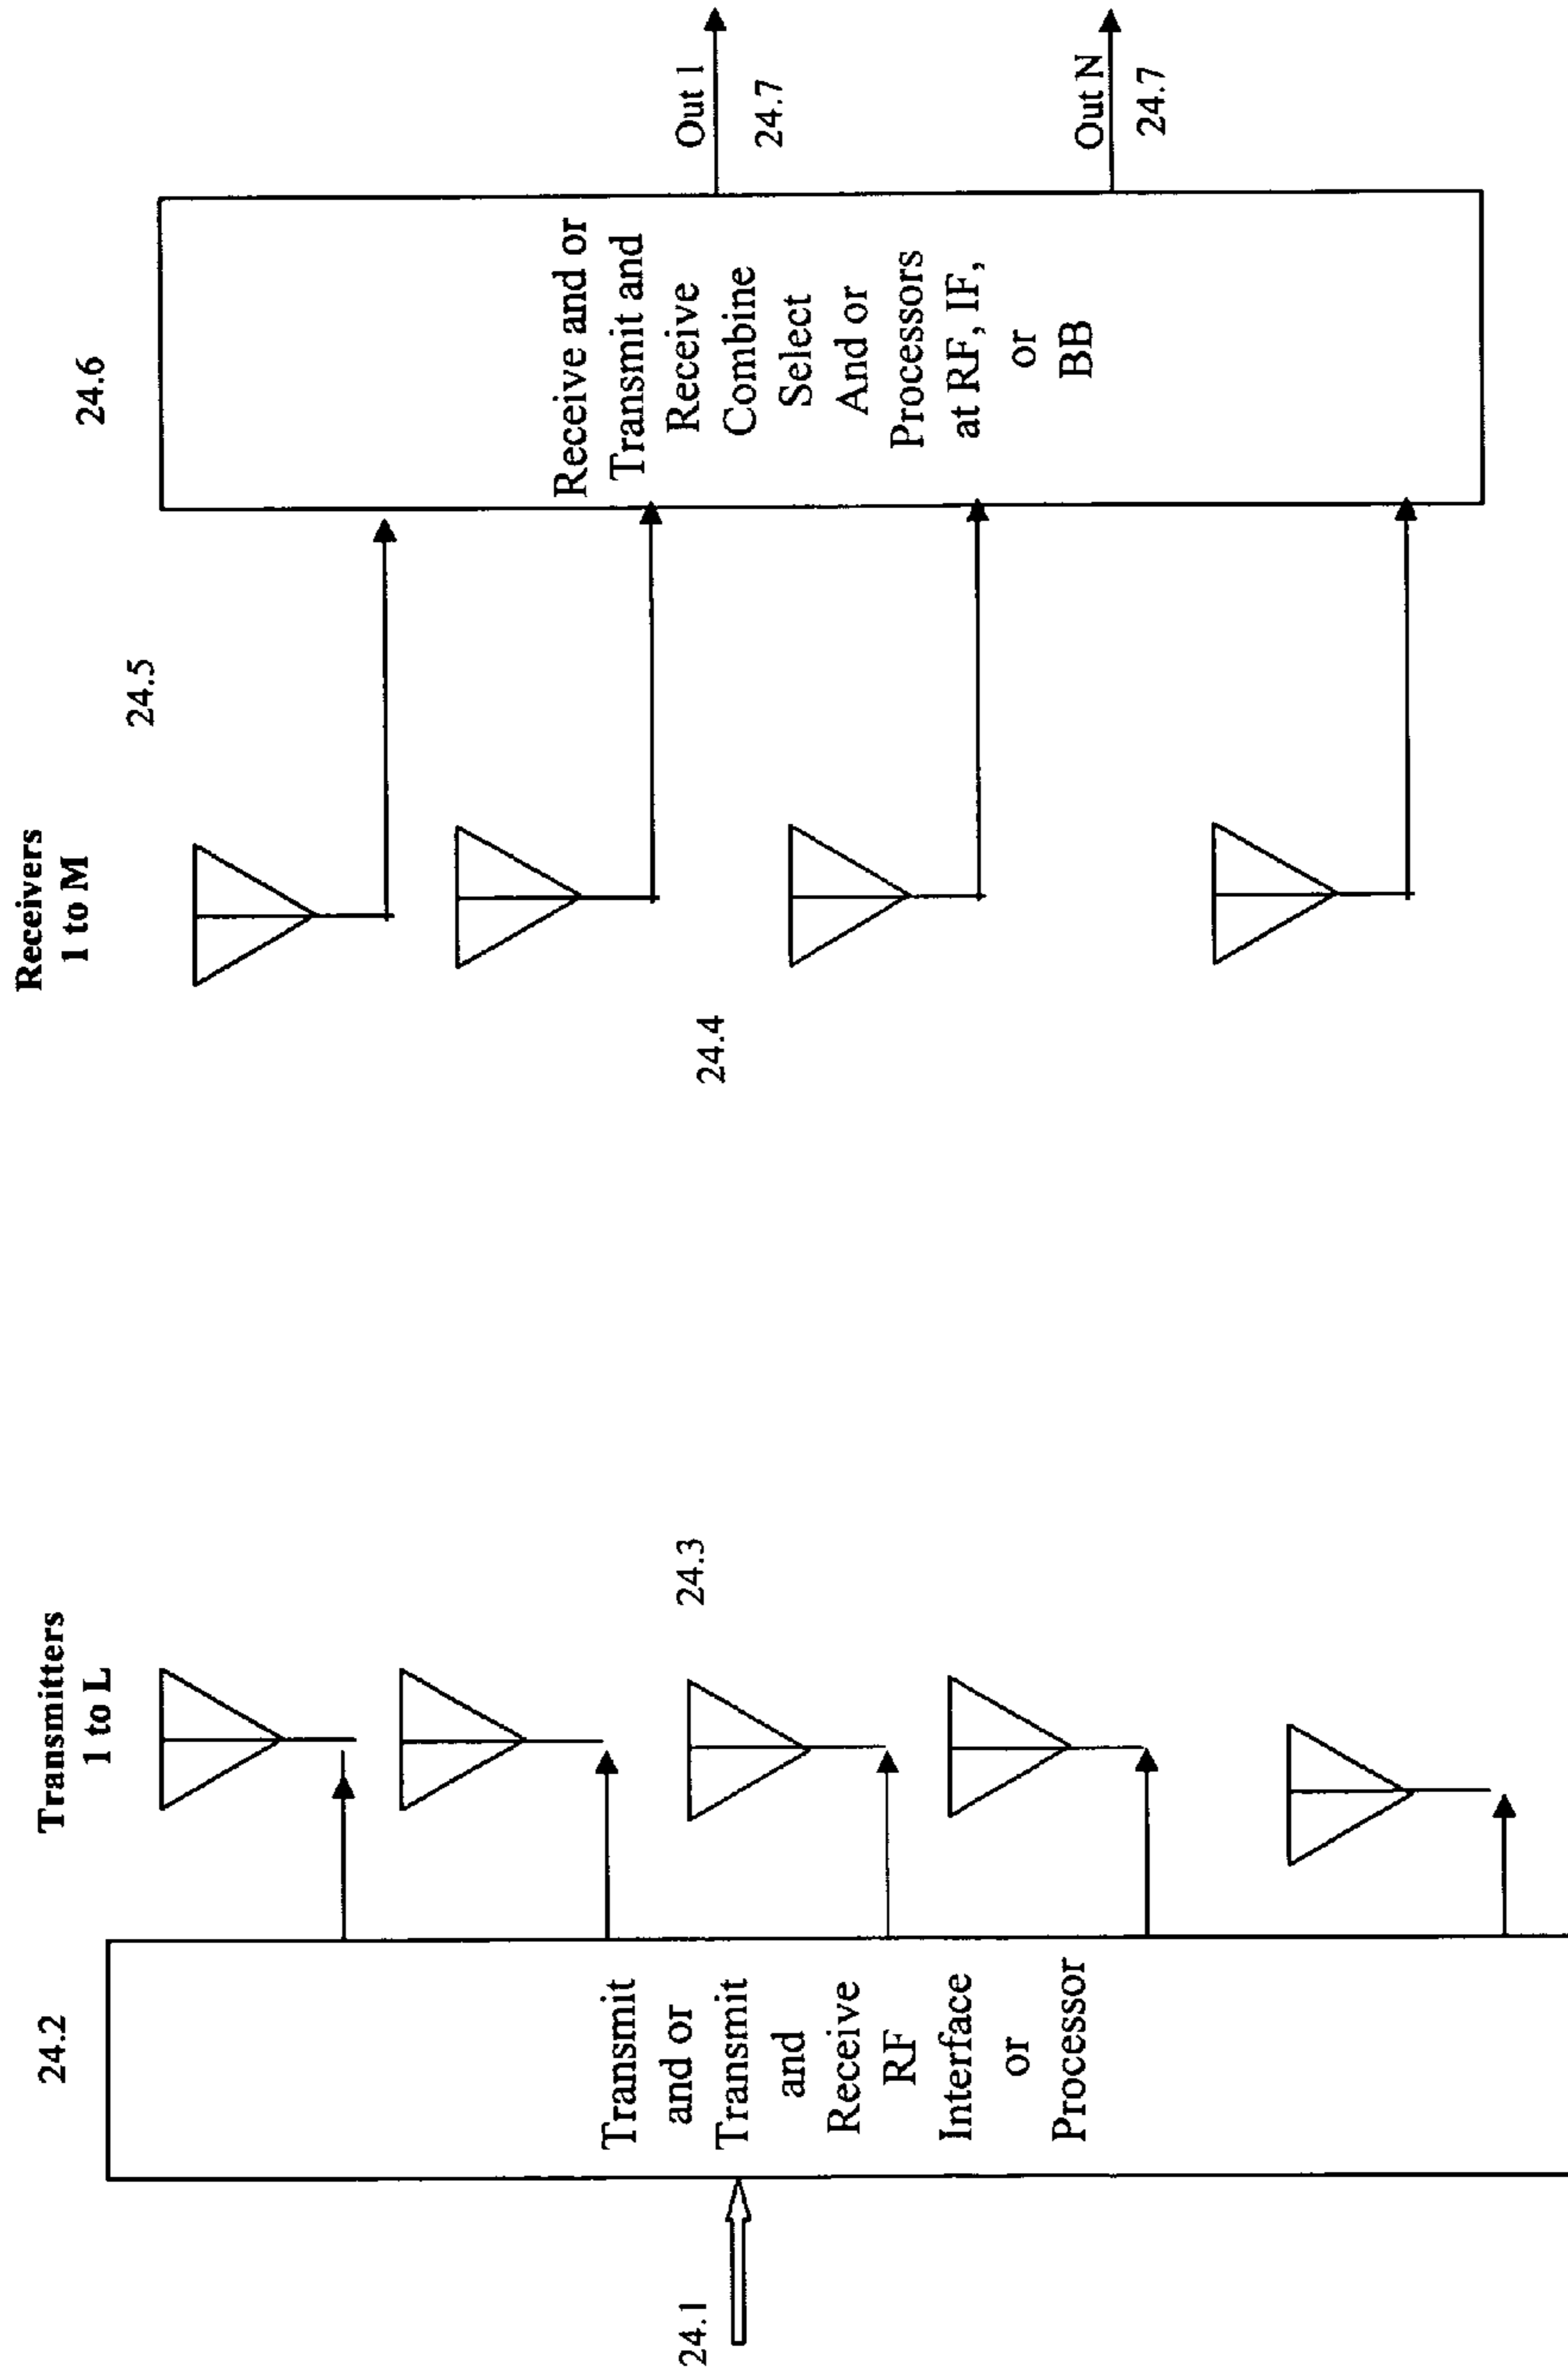 24.1
24.2
Transmit
and or
Transmit
and
Receive
RF
Interface
or
Processor
Transmitters
1 to L
24.3
24.4
Receivers
1 to M
24.5
24.6
Receive and or
Transmit and
Receive
Combine
Select
And or
Processors
at RF, IF,
or
BB
Out 1
24.7
Out N
24.7